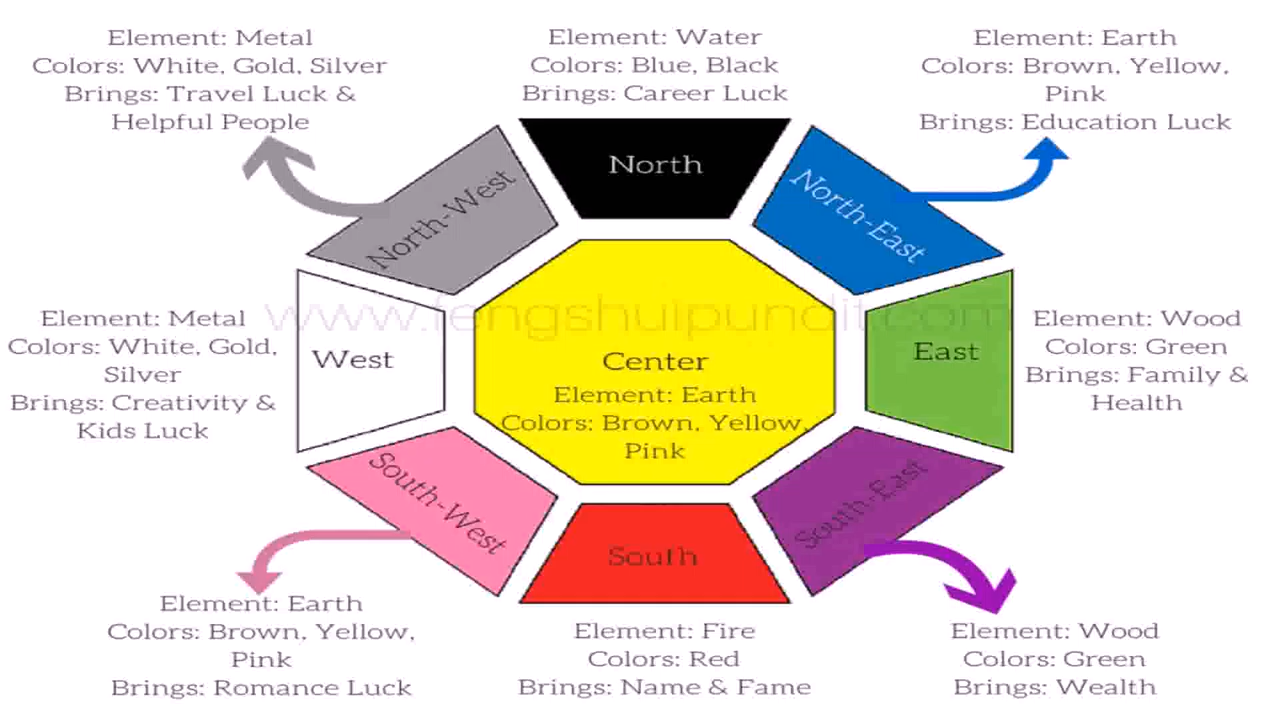 Element: Metal
Colors: White, Gold, Silver
Brings: Travel Luck &
Helpful People
Element: Water
Colors: Blue, Black
Brings: Career Luck
Element: Earth
Colors: Brown, Yellow,
Pink
Brings: Education Luck
North-West
North
North-East
www.fengshuipundit.com
Element: Metal
Colors: White, Gold,
Silver
Brings: Creativity &
Kids Luck
West
Center
Element: Earth
Colors: Brown, Yellow,
Pink
East
Element: Wood
Colors: Green
Brings: Family &
Health
South-West
South
South-East
Element: Earth
Colors: Brown, Yellow,
Pink
Brings: Romance Luck
Element: Fire
Colors: Red
Brings: Name & Fame
Element: Wood
Colors: Green
Brings: Wealth